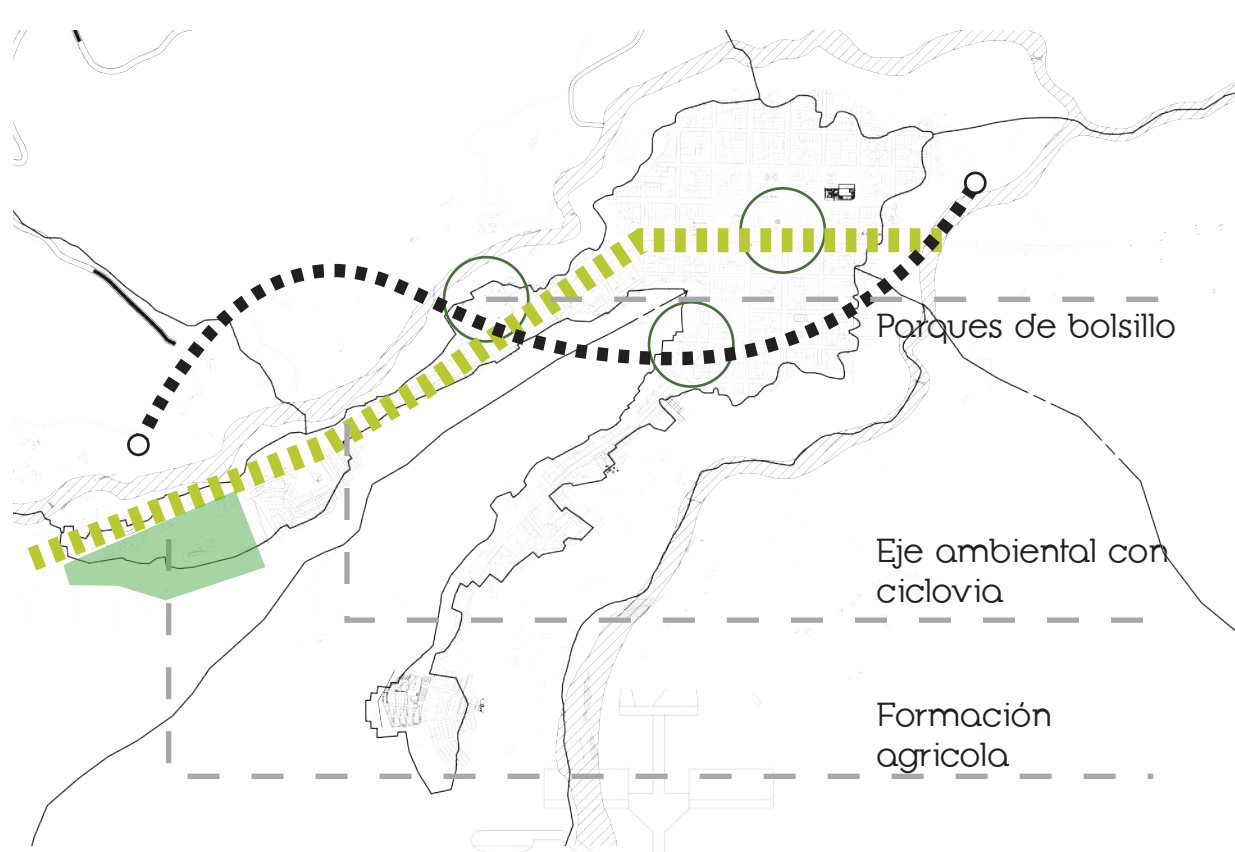 Parques de bolsillo
Eje ambiental con
ciclovia
Formación
agricola